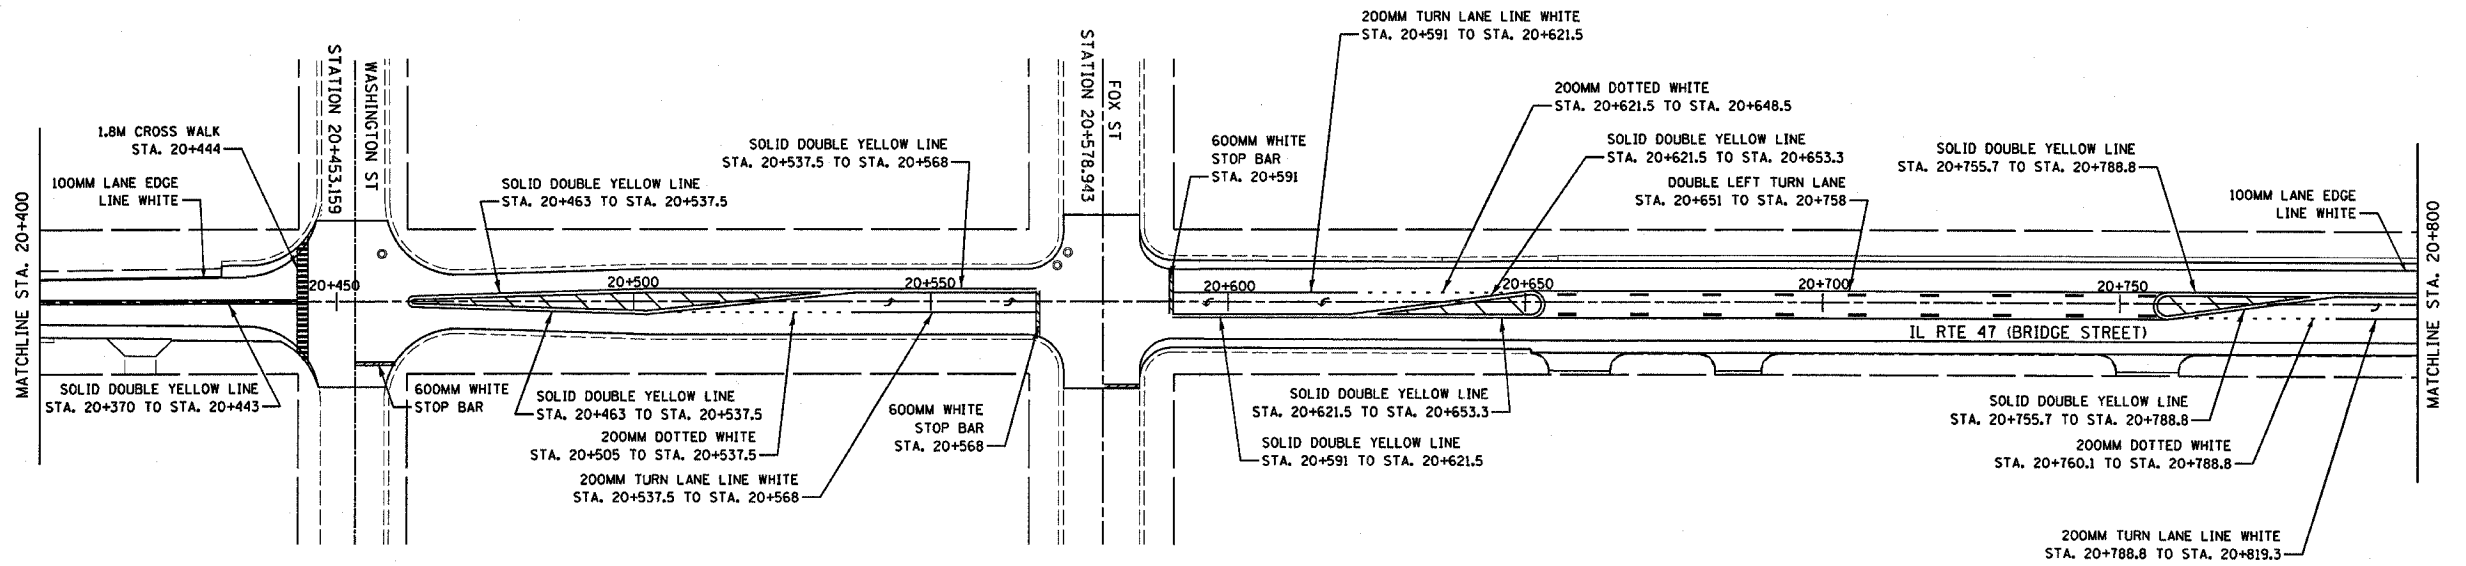 MATCHLINE STA. 20+400
1.8M CROSS WALK
STA. 20+444
100MM LANE EDGE
LINE WHITE
SOLID DOUBLE YELLOW LINE
STA. 20+370 TO STA. 20+443
STATION 20+453.159
WASHINGTON ST
20+450
600MM WHITE
STOP BAR
SOLID DOUBLE YELLOW LINE
STA. 20+463 TO STA. 20+537.5
20+500
SOLID DOUBLE YELLOW LINE
STA. 20+463 TO STA. 20+537.5
200MM DOTTED WHITE
STA. 20+505 TO STA. 20+537.5
200MM TURN LANE LINE WHITE
STA. 20+537.5 TO STA. 20+568
SOLID DOUBLE YELLOW LINE
STA. 20+537.5 TO STA. 20+568
20+550
600MM WHITE
STOP BAR
STA. 20+568
STATION 20+578.943
FOX ST
600MM WHITE
STOP BAR
STA. 20+591
20+600
200MM TURN LANE LINE WHITE
STA. 20+591 TO STA. 20+621.5
200MM DOTTED WHITE
STA. 20+621.5 TO STA. 20+648.5
SOLID DOUBLE YELLOW LINE
STA. 20+621.5 TO STA. 20+653.3
DOUBLE LEFT TURN LANE
STA. 20+651 TO STA. 20+758
20+650
SOLID DOUBLE YELLOW LINE
STA. 20+621.5 TO STA. 20+653.3
SOLID DOUBLE YELLOW LINE
STA. 20+591 TO STA. 20+621.5
20+700
20+750
IL RTE 47 (BRIDGE STREET)
SOLID DOUBLE YELLOW LINE
STA. 20+755.7 TO STA. 20+788.8
100MM LANE EDGE
LINE WHITE
SOLID DOUBLE YELLOW LINE
STA. 20+755.7 TO STA. 20+788.8
200MM DOTTED WHITE
STA. 20+760.1 TO STA. 20+788.8
200MM TURN LANE LINE WHITE
STA. 20+788.8 TO STA. 20+819.3
MATCHLINE STA. 20+800